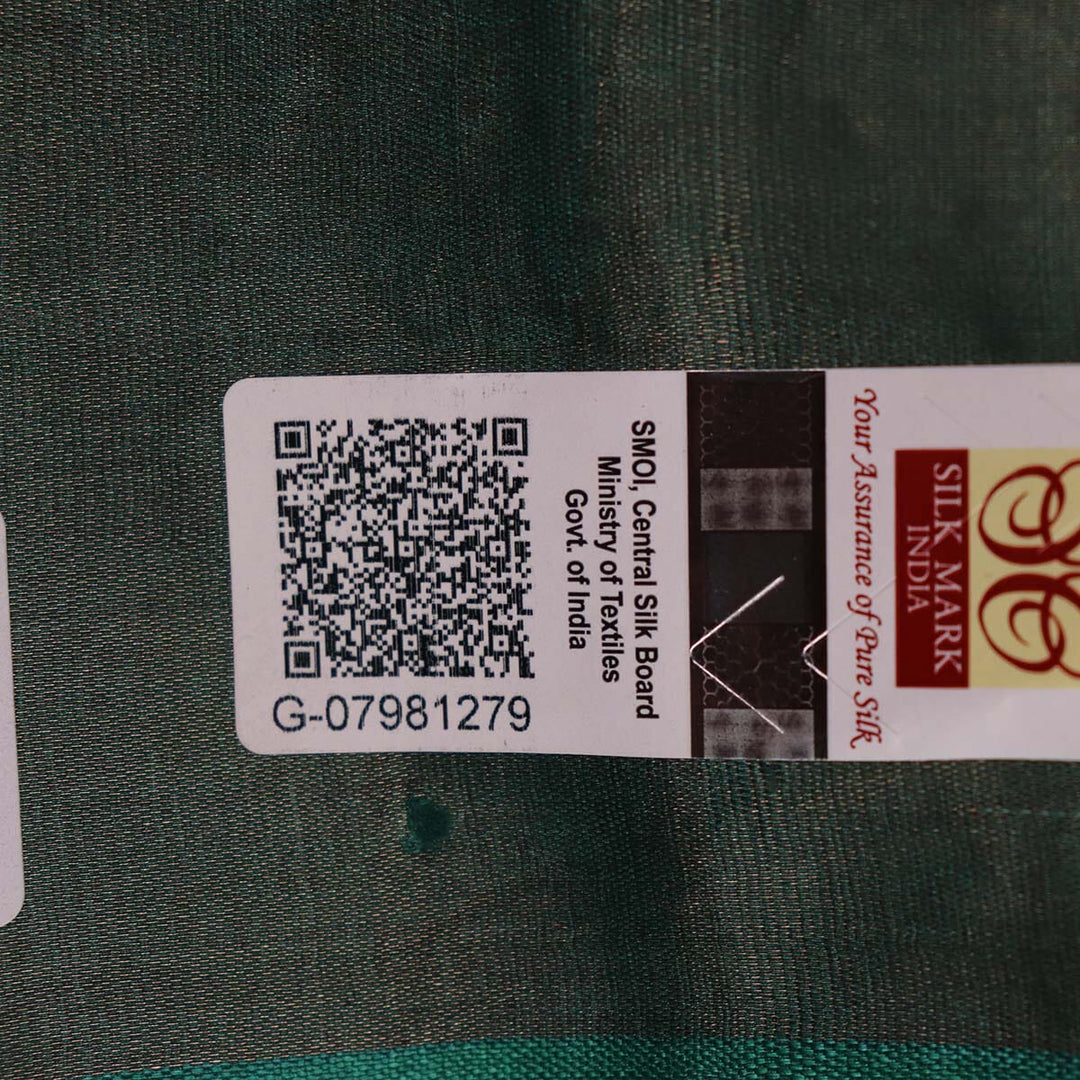 G-07981279
SMOI, Central Silk Board
Ministry of Textiles
Govt. of India
Your Assurance of Pure Silk
SILK MARK
INDIA